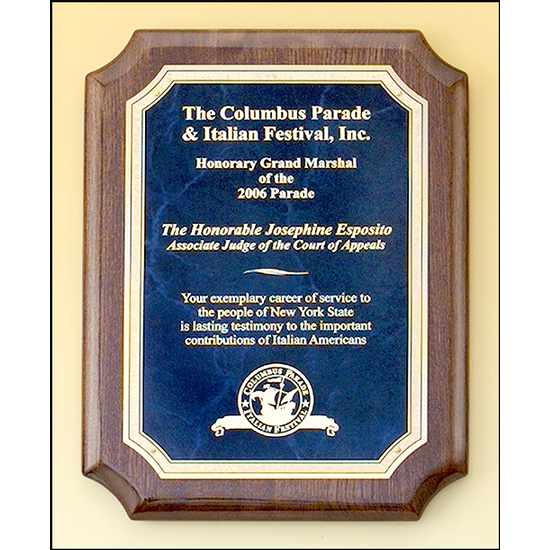 The Columbus Parade
& Italian Festival, Inc.
Honorary Grand Marshal
of the
2006 Parade
The Honorable Josephine Esposito
Associate Judge of the Court of Appeals
Your exemplary career of service to
the people of New York State
is lasting testimony to the important
contributions of Italian Americans
COLUMBUS PARADE
ITALIAN FESTIVAL